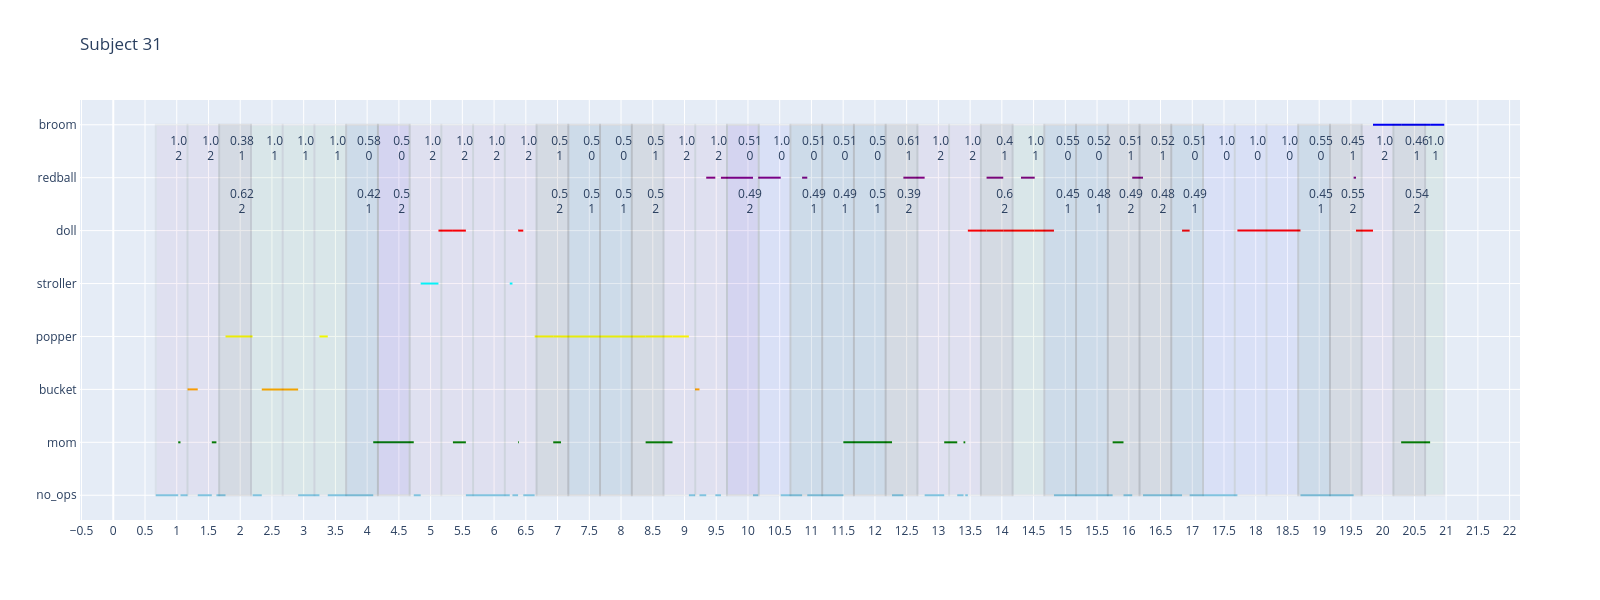 Subject 31
broom
1.0 1.0 0.38 1.0 1.0 1.0 0.58 0.5 1.0 1.0 1.0 1.0 0.5 0.5 0.5 0.5 1.0 1.0 0.51 1.0 0.51 0.51 0.5 0.61 1.0 1.0 0.4 1.0 0.55 0.52 0.51 0.52 0.51 1.0 1.0 1.0 0.55 0.45 1.0 0.46 1.0
2 2 1 1 1 1 0 0 2 2 2 2 1 0 0 1 2 2 0 0 0 0 0 1 2 2 1 1 0 0 1 1 0 0 0 0 0 1 2 1 1
redball
0.62 0.42 0.5 0.5 0.5 0.5 0.5 0.49 0.49 0.49 0.5 0.39 0.6 0.45 0.48 0.49 0.48 0.49 0.45 0.55 0.54
2 1 2 2 1 1 2 2 1 1 1 2 2 1 1 2 2 1 1 2 2
doll
stroller
popper
bucket
mom
no_ops
−0.5 0 0.5 1 1.5 2 2.5 3 3.5 4 4.5 5 5.5 6 6.5 7 7.5 8 8.5 9 9.5 10 10.5 11 11.5 12 12.5 13 13.5 14 14.5 15 15.5 16 16.5 17 17.5 18 18.5 19 19.5 20 20.5 21 21.5 22